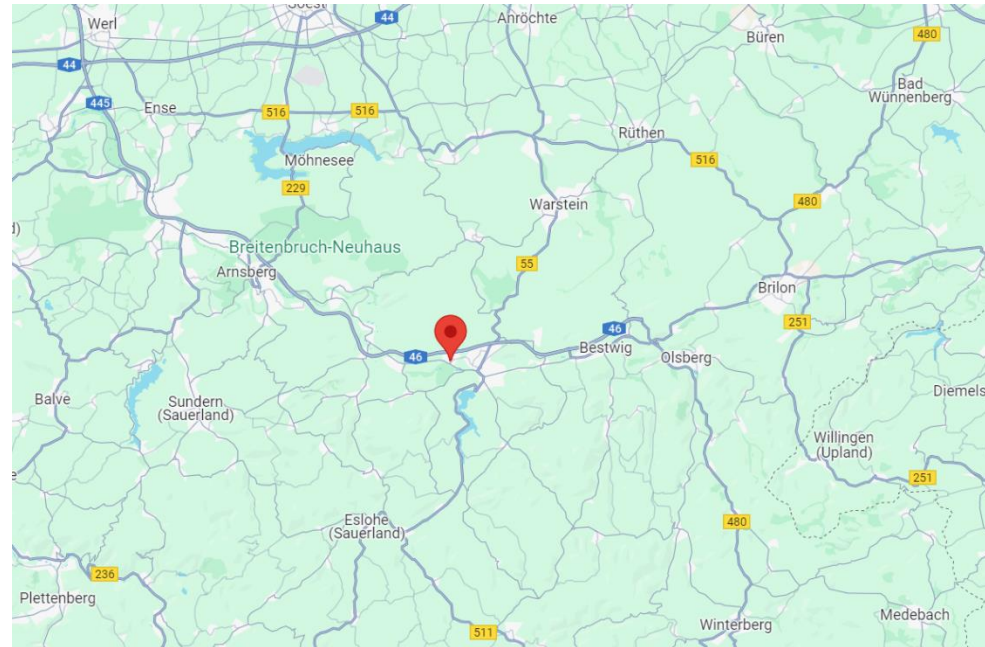 Soest
Werl
44
Anröchte
Büren
480
44
445
Ense
516
516
Bad
Wünnenberg
Rüthen
516
Möhnesee
229
480
Warstein
Breitenbruch-Neuhaus
Arnsberg
55
Brilon
251
46
46
Bestwig
Olsberg
Balve
Sundern
(Sauerland)
Diemels
Willingen
(Upland)
251
Eslohe
(Sauerland)
480
236
Plettenberg
511
Winterberg
Medebach